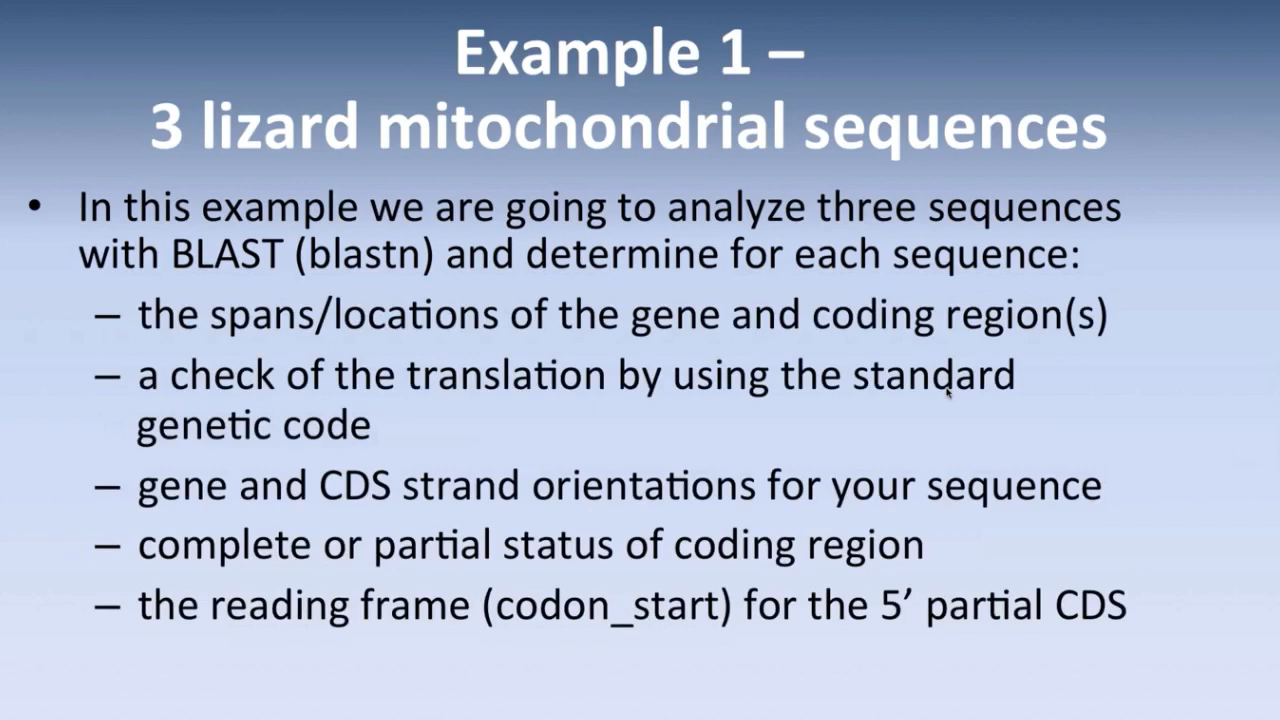 Example 1 –
3 lizard mitochondrial sequences
• In this example we are going to analyze three sequences
with BLAST (blastn) and determine for each sequence:
– the spans/locations of the gene and coding region(s)
– a check of the translation by using the standard
genetic code
– gene and CDS strand orientations for your sequence
– complete or partial status of coding region
– the reading frame (codon_start) for the 5’ partial CDS